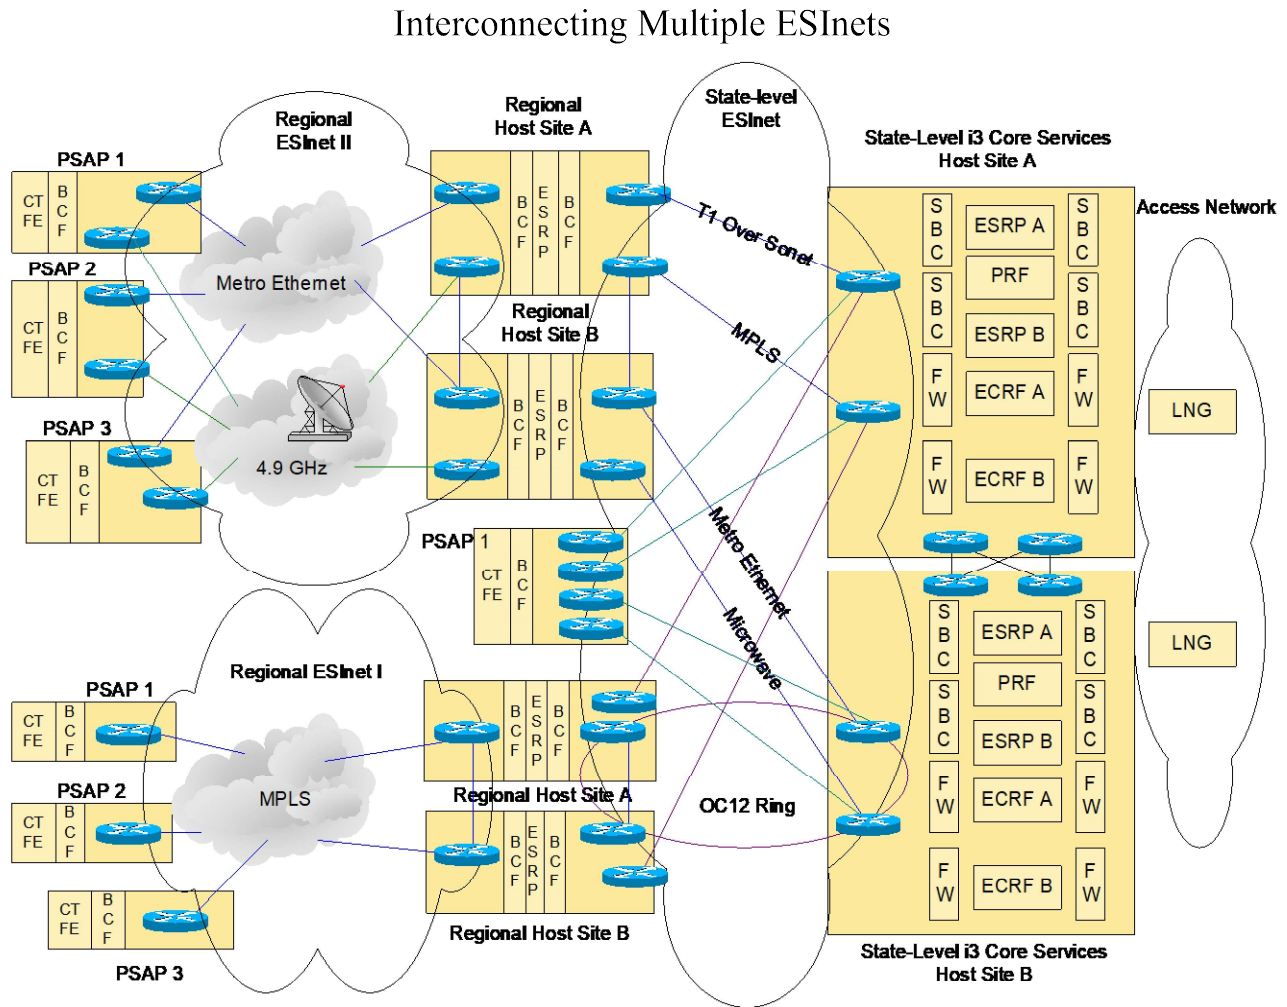 Interconnecting Multiple ESInets
Regional
ESInet II
PSAP 1
CT
FE
B
C
F
PSAP 2
CT
FE
B
C
F
PSAP 3
CT
FE
B
C
F
Metro Ethernet
4.9 GHz
Regional
Host Site A
B
C
F
E
S
R
P
B
C
F
Regional
Host Site B
B
C
F
E
S
R
P
B
C
F
PSAP 1
CT
FE
B
C
F
Regional ESInet I
PSAP 1
CT
FE
B
C
F
PSAP 2
CT
FE
B
C
F
CT
FE
B
C
F
PSAP 3
MPLS
B
C
F
E
S
R
P
B
C
F
Regional Host Site A
B
C
F
E
S
R
P
B
C
F
Regional Host Site B
State-level
ESInet
T1 Over Sonet
MPLS
Metro Ethernet
Microwave
OC12 Ring
State-Level i3 Core Services
Host Site A
S
B
C
S
B
C
F
W
F
W
ESRP A
PRF
ESRP B
ECRF A
ECRF B
S
B
C
S
B
C
F
W
F
W
S
B
C
S
B
C
F
W
F
W
ESRP A
PRF
ESRP B
ECRF A
ECRF B
S
B
C
S
B
C
F
W
F
W
State-Level i3 Core Services
Host Site B
Access Network
LNG
LNG